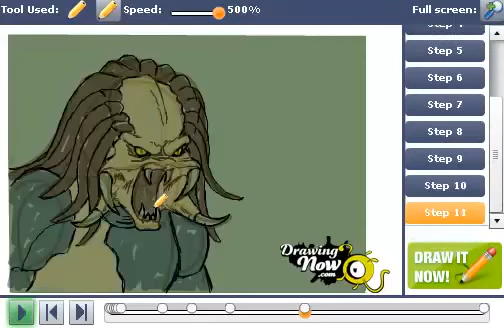 Tool Used:
Speed:
500%
Full screen:
Step 5
Step 6
Step 7
Step 8
Step 9
Step 10
Step 11
Drawing
Now.com
DRAW IT
NOW!